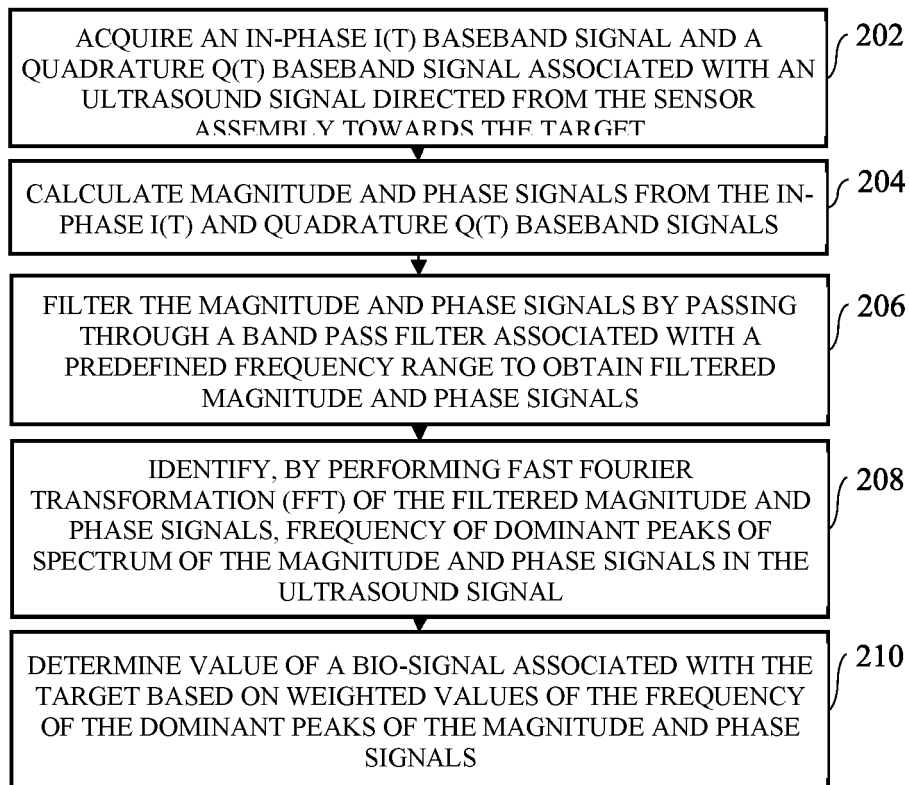 ACQUIRE AN IN-PHASE I(T) BASEBAND SIGNAL AND A
QUADRATURE Q(T) BASEBAND SIGNAL ASSOCIATED WITH AN
ULTRASOUND SIGNAL DIRECTED FROM THE SENSOR
ASSEMBLY TOWARDS THE TARGET
202
CALCULATE MAGNITUDE AND PHASE SIGNALS FROM THE IN-
PHASE I(T) AND QUADRATURE Q(T) BASEBAND SIGNALS
204
FILTER THE MAGNITUDE AND PHASE SIGNALS BY PASSING
THROUGH A BAND PASS FILTER ASSOCIATED WITH A
PREDEFINED FREQUENCY RANGE TO OBTAIN FILTERED
MAGNITUDE AND PHASE SIGNALS
206
IDENTIFY, BY PERFORMING FAST FOURIER
TRANSFORMATION (FFT) OF THE FILTERED MAGNITUDE AND
PHASE SIGNALS, FREQUENCY OF DOMINANT PEAKS OF
SPECTRUM OF THE MAGNITUDE AND PHASE SIGNALS IN THE
ULTRASOUND SIGNAL
208
DETERMINE VALUE OF A BIO-SIGNAL ASSOCIATED WITH THE
TARGET BASED ON WEIGHTED VALUES OF THE FREQUENCY
OF THE DOMINANT PEAKS OF THE MAGNITUDE AND PHASE
SIGNALS
210